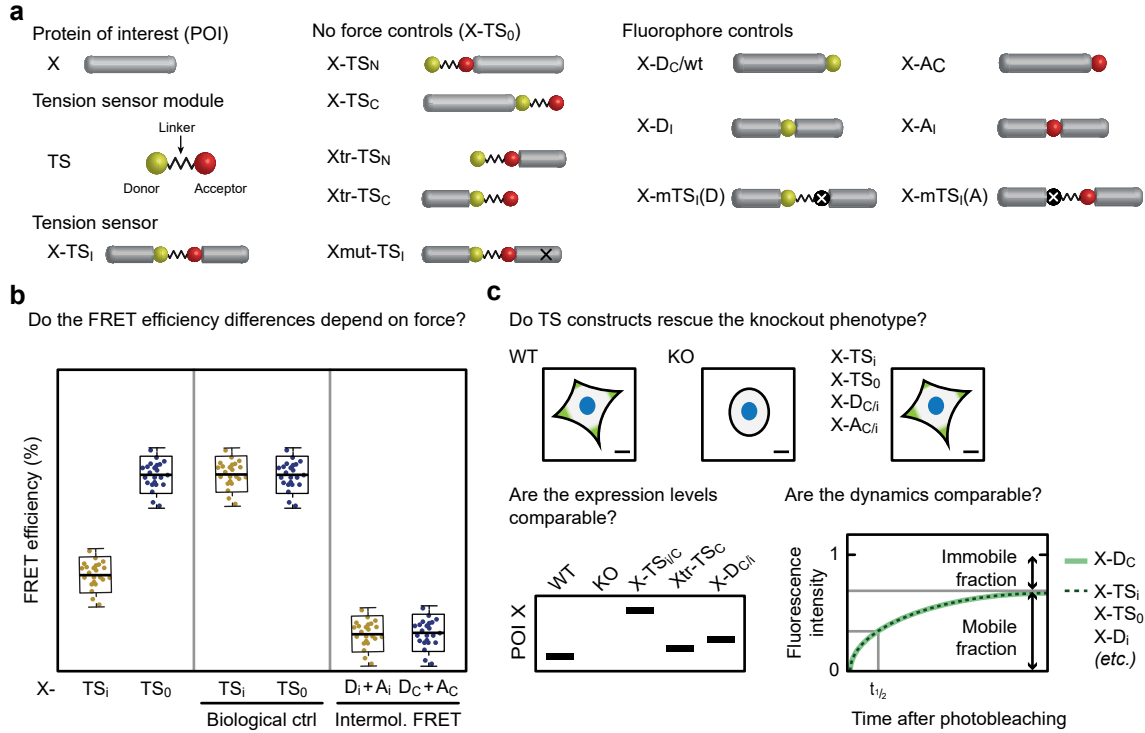 a
Protein of interest (POI)
X
Tension sensor module
Linker
TS
Donor
Acceptor
Tension sensor
X-TSI
No force controls (X-TS0)
X-TSN
X-TSC
Xtr-TSN
Xtr-TSC
Xmut-TSI
Fluorophore controls
X-DC/wt
X-AC
X-DI
X-AI
X-mTSI(D)
X-mTSI(A)
b
Do the FRET efficiency differences depend on force?
FRET efficiency (%)
X-
TSi
TS0
TSi
TS0
Di+Ai
DC+AC
Biological ctrl
Intermol. FRET
c
Do TS constructs rescue the knockout phenotype?
WT
KO
X-TSi
X-TS0
X-DC/i
X-AC/i
Are the expression levels
comparable?
WT
KO
X-TSi/C
Xtr-TSC
X-DC/i
POI X
Are the dynamics comparable?
Fluorescence
intensity
1
0
Immobile
fraction
Mobile
fraction
t1/2
Time after photobleaching
X-DC
X-TSi
X-TS0
X-Di
(etc.)